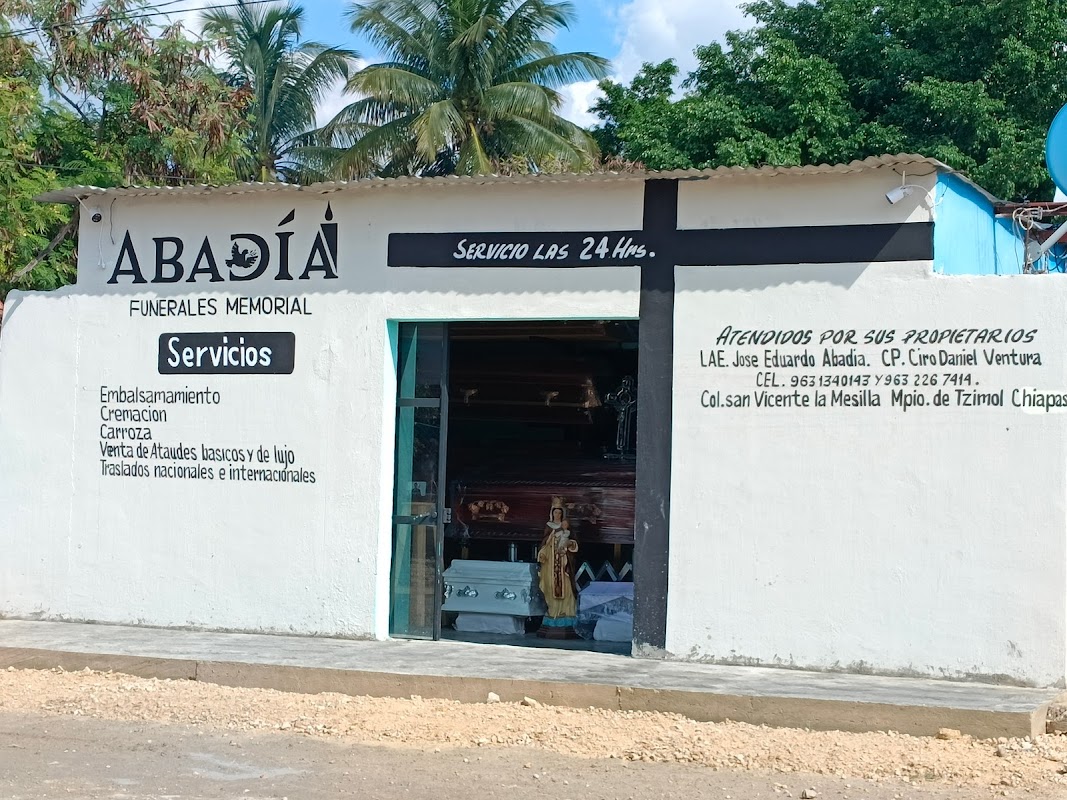 ABADÍA
FUNERALES MEMORIAL
Servicios
Embalsamamiento
Cremacion
Carroza
Venta de Ataudes basicos y de lujo
Traslados nacionales e internacionales
SERVICIO LAS 24 Hrs.
ATENDIDOS POR SUS PROPIETARIOS
LAE. Jose Eduardo Abadia. CP. Ciro Daniel Ventura
CEL. 963 1340143 Y 963 226 7414.
Col.san Vicente la Mesilla Mpio. de Tzimol Chiapas